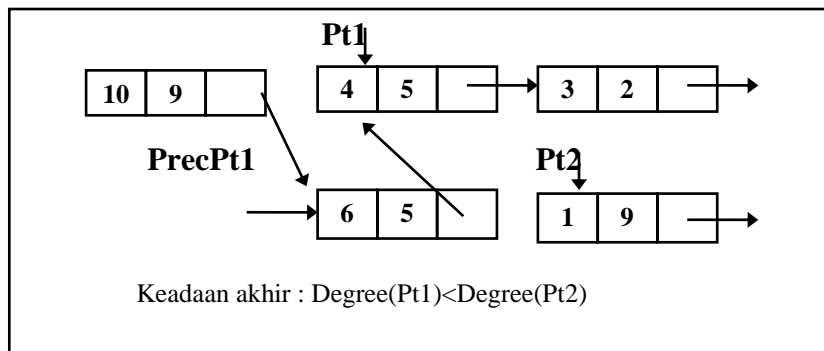 Pt1
10 9 4 5 3 2
PrecPt1 Pt2
6 5 1 9
Keadaan akhir : Degree(Pt1)<Degree(Pt2)